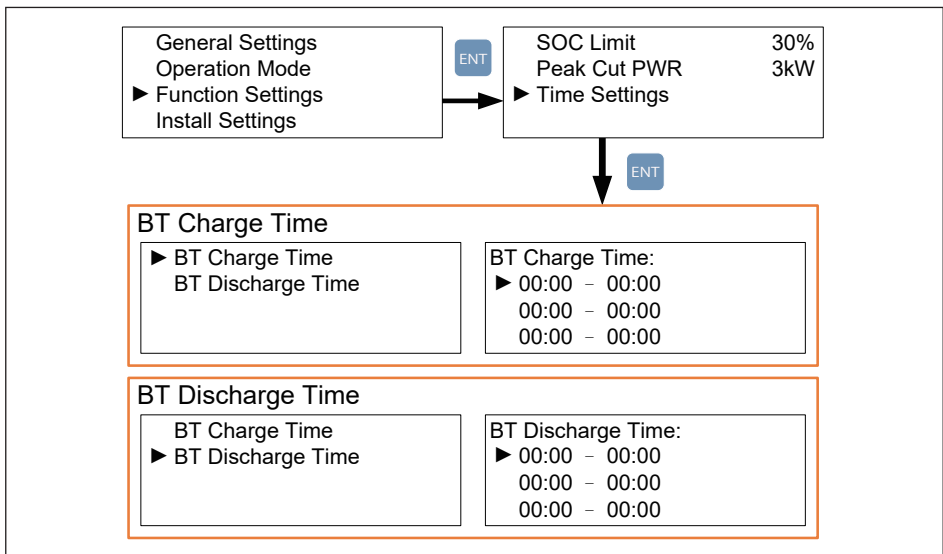 General Settings
Operation Mode
► Function Settings
Install Settings
ENT
SOC Limit 30%
Peak Cut PWR 3kW
► Time Settings
ENT
BT Charge Time
► BT Charge Time
BT Discharge Time
BT Charge Time:
► 00:00 - 00:00
00:00 - 00:00
00:00 - 00:00
BT Discharge Time
BT Charge Time
► BT Discharge Time
BT Discharge Time:
► 00:00 - 00:00
00:00 - 00:00
00:00 - 00:00